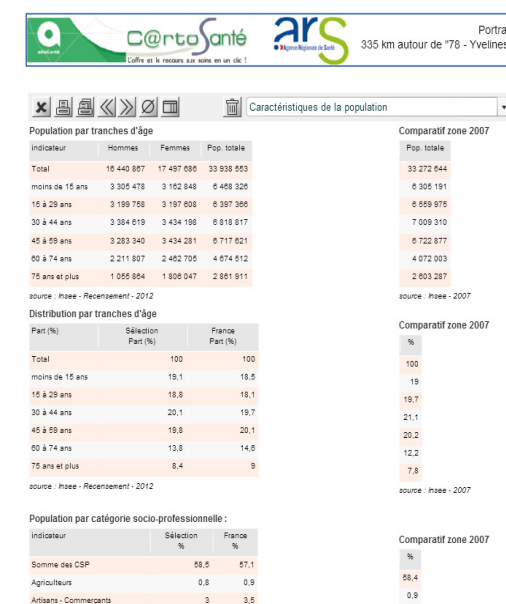 C@rtoSanté
L'offre et le recours aux soins en un clic !
ars
Agence Régionale de Santé
Portra
335 km autour de "78 - Yvelines
Caractéristiques de la population
Population par tranches d'âge
Comparatif zone 2007
indicateur Hommes Femmes Pop. totale Pop. totale
Total 16 440 867 17 497 686 33 938 553 33 272 644
moins de 15 ans 3 305 478 3 162 848 6 468 326 6 305 191
15 à 29 ans 3 199 758 3 197 608 6 397 366 6 559 975
30 à 44 ans 3 384 619 3 434 198 6 818 817 7 009 310
45 à 59 ans 3 283 340 3 434 281 6 717 621 6 722 877
60 à 74 ans 2 211 807 2 462 705 4 674 512 4 072 003
75 ans et plus 1 055 864 1 806 047 2 861 911 2 603 287
source : Insee - Recensement - 2012 source : Insee - 2007
Distribution par tranches d'âge
Comparatif zone 2007
Part (%) Sélection France
Part (%) Part (%) %
Total 100 100 100
moins de 15 ans 19,1 18,5 19
15 à 29 ans 18,8 18,1 19,7
30 à 44 ans 20,1 19,7 21,1
45 à 59 ans 19,8 20,1 20,2
60 à 74 ans 13,8 14,6 12,2
75 ans et plus 8,4 9 7,8
source : Insee - Recensement - 2012 source : Insee - 2007
Population par catégorie socio-professionnelle :
indicateur Sélection France
% %
Comparatif zone 2007
%
Somme des CSP 58,5 57,1 58,4
Agriculteurs 0,8 0,9 0,9
Artisans - Commerçants 3 3,5